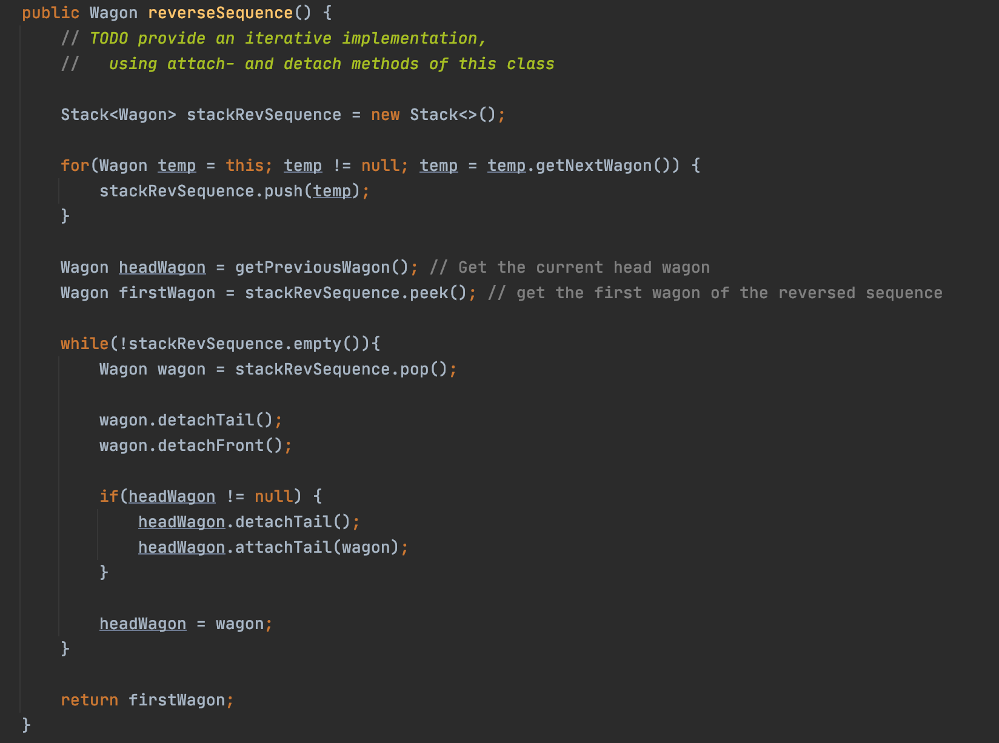 public Wagon reverseSequence() {
// TODO provide an iterative implementation,
//   using attach- and detach methods of this class
Stack<Wagon> stackRevSequence = new Stack<>();
for(Wagon temp = this; temp != null; temp = temp.getNextWagon()) {
stackRevSequence.push(temp);
}
Wagon headWagon = getPreviousWagon(); // Get the current head wagon
Wagon firstWagon = stackRevSequence.peek(); // get the first wagon of the reversed sequence
while(!stackRevSequence.empty()){
Wagon wagon = stackRevSequence.pop();
wagon.detachTail();
wagon.detachFront();
if(headWagon != null) {
headWagon.detachTail();
headWagon.attachTail(wagon);
}
headWagon = wagon;
}
return firstWagon;
}